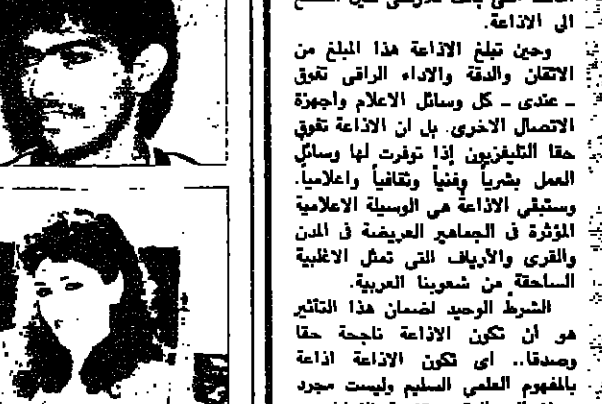 الى الاذاعة.
وحين تبلغ الاذاعة هذا المبلغ من
الاتقان والدقة والاداء الراقى تفوق
ـ عندى ـ كل وسائل الاعلام واجهزة
الاتصال الاخرى. بل ان الاذاعة تفوق
حقا التليفزيون إذا توفرت لها وسائل
العمل بشرياً وفنياً وثقافياً واعلامياً.
وستبقى الاذاعة هى الوسيلة الاعلامية
المؤثرة فى الجماهير العريضة فى المدن
والقرى والأرياف التى تمثل الاغلبية
الساحقة من شعوبنا العربية.
الشرط الوحيد لضمان هذا التأثير
هو أن تكون الاذاعة ناجحة حقا
وصدقا.. اى تكون الاذاعة اذاعة
بالمفهوم العلمى السليم وليست مجرد